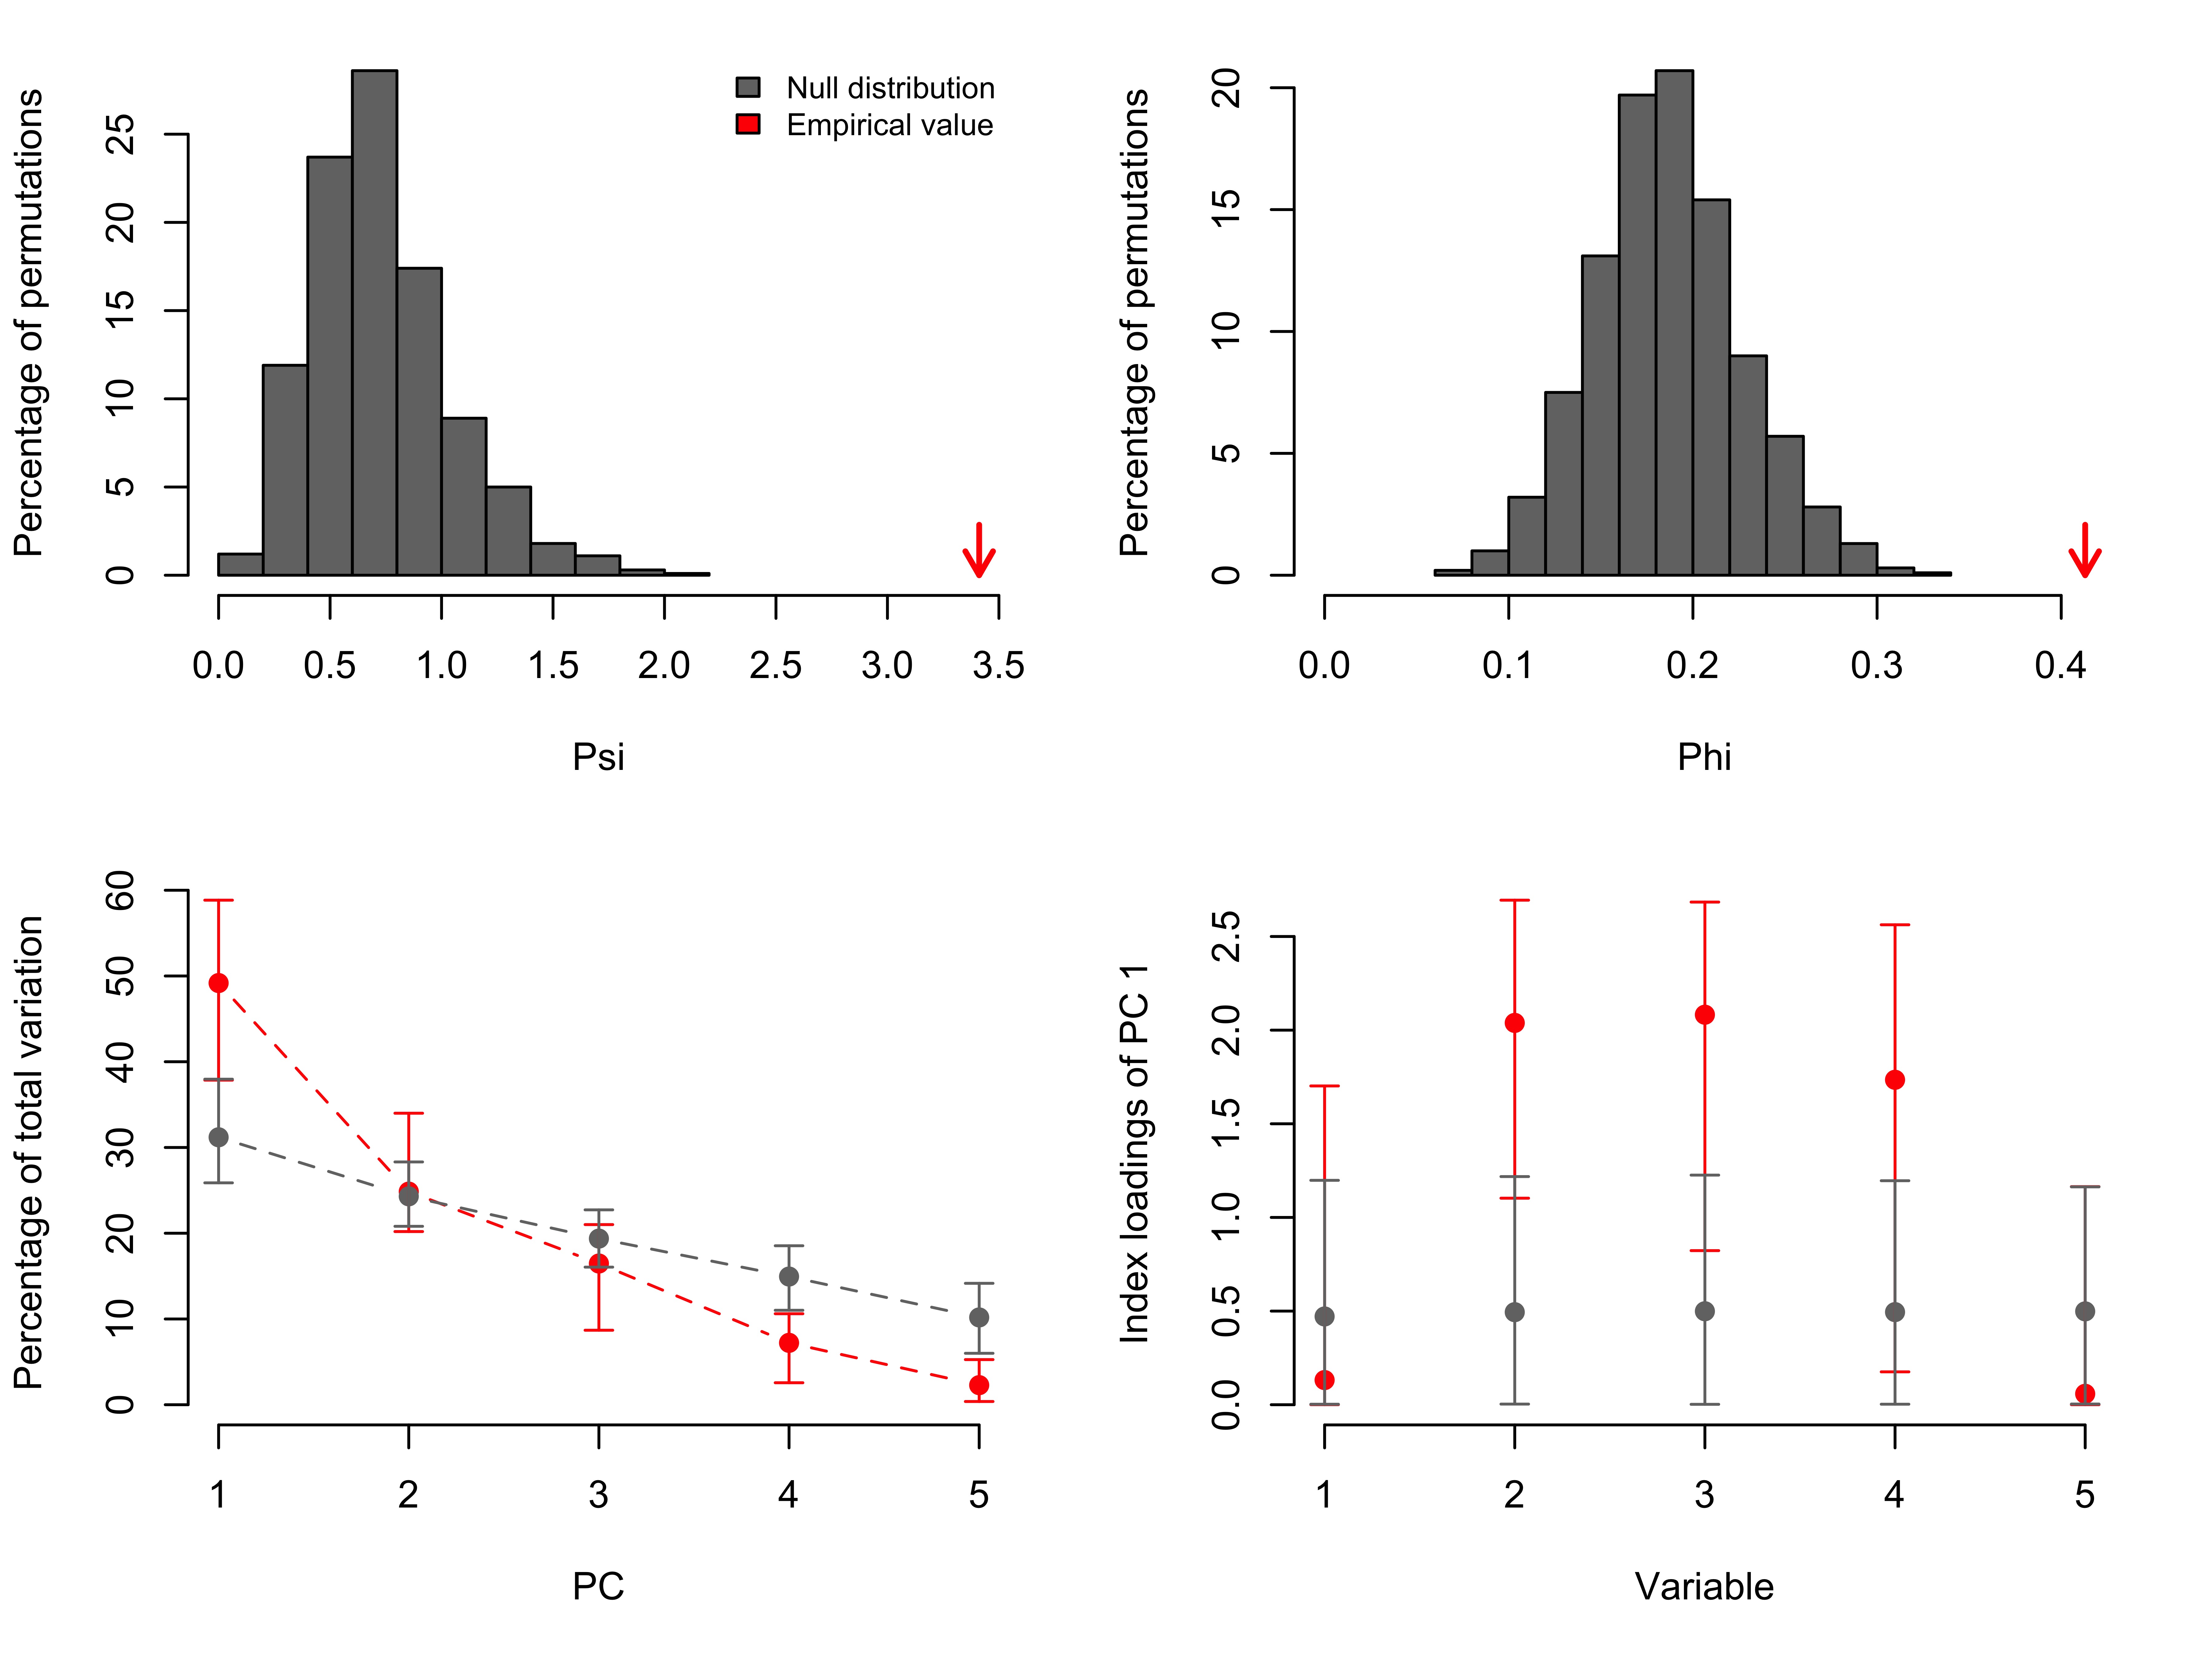 Null distribution
Empirical value
Percentage of permutations
0 5 10 15 20 25
0.0 0.5 1.0 1.5 2.0 2.5 3.0 3.5
Psi
Percentage of permutations
0 5 10 15 20
0.0 0.1 0.2 0.3 0.4
Phi
Percentage of total variation
0 10 20 30 40 50 60
1 2 3 4 5
PC
Index loadings of PC 1
0.0 0.5 1.0 1.5 2.0 2.5
1 2 3 4 5
Variable